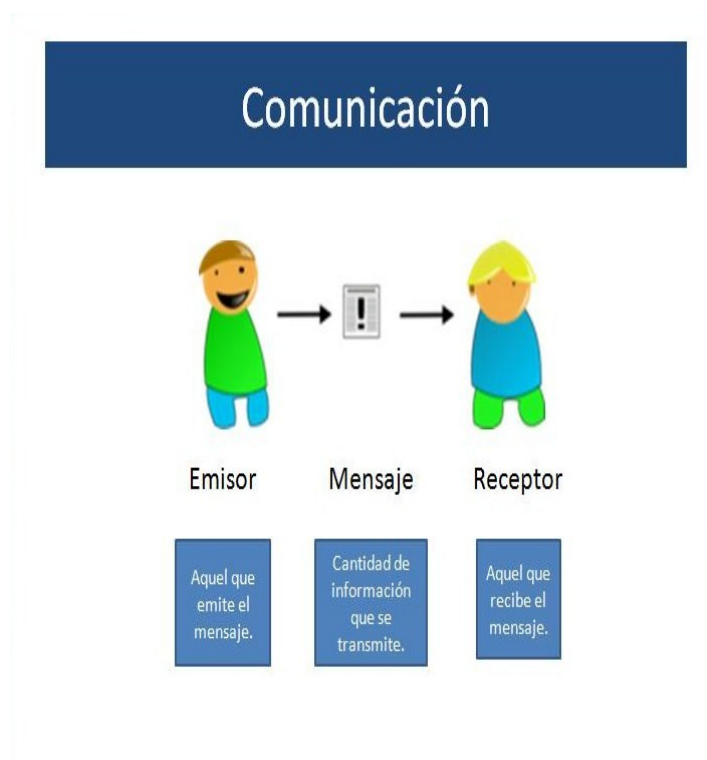 Comunicación
!
Emisor Mensaje Receptor
Aquel que
emite el
mensaje.
Cantidad de
información
que se
transmite.
Aquel que
recibe el
mensaje.